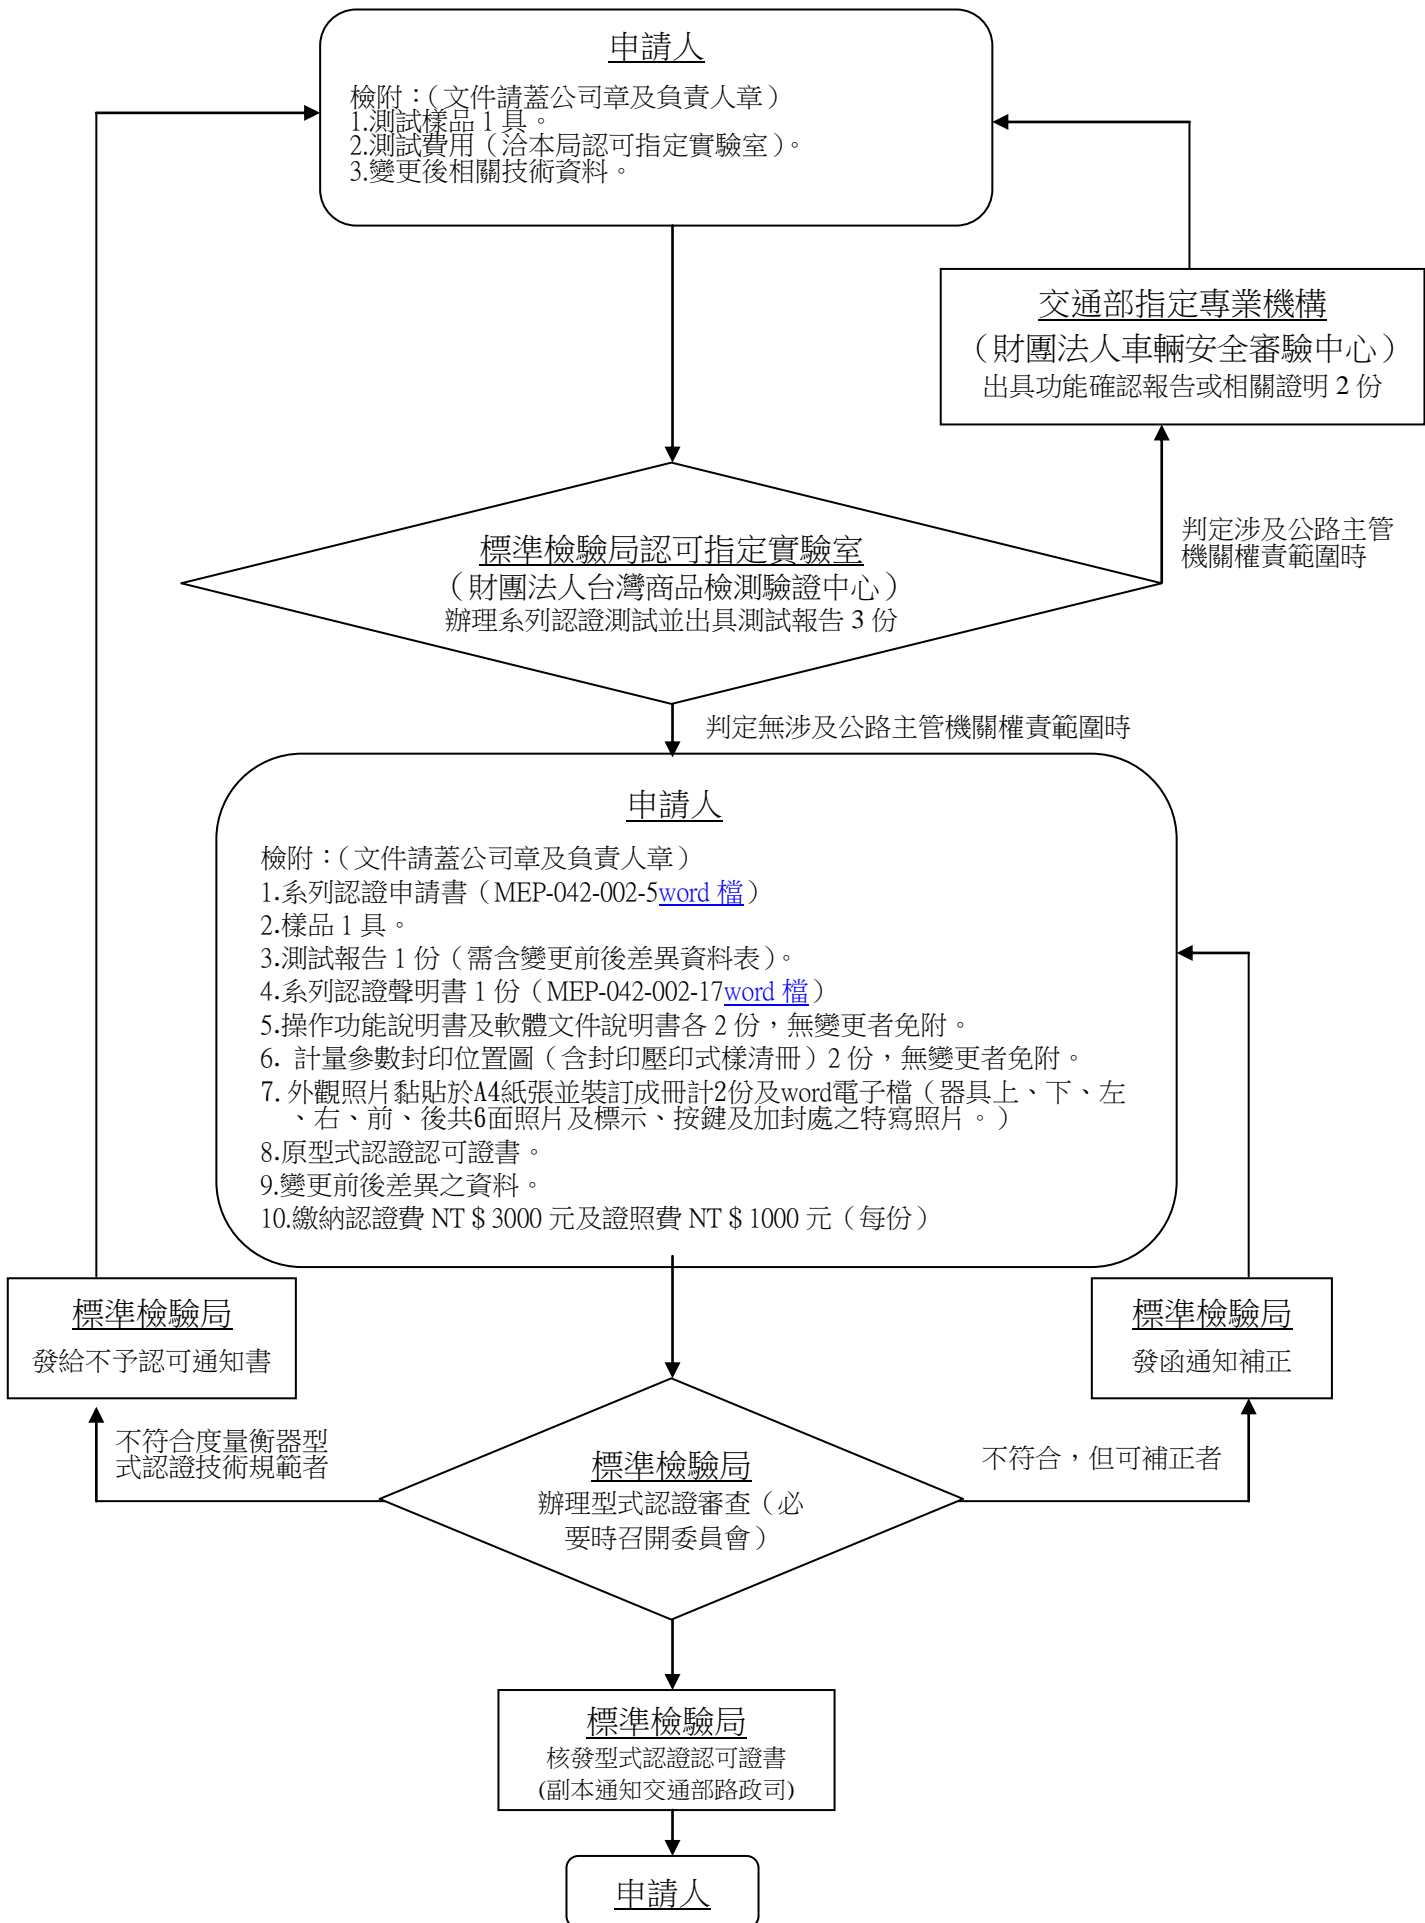 申請人
檢附：（文件請蓋公司章及負責人章）
1.測試樣品 1 具。
2.測試費用（洽本局認可指定實驗室）。
3.變更後相關技術資料。
交通部指定專業機構
（財團法人車輛安全審驗中心）
出具功能確認報告或相關證明 2 份
判定涉及公路主管
機關權責範圍時
標準檢驗局認可指定實驗室
（財團法人台灣商品檢測驗證中心）
辦理系列認證測試並出具測試報告 3 份
判定無涉及公路主管機關權責範圍時
申請人
檢附：（文件請蓋公司章及負責人章）
1.系列認證申請書（MEP-042-002-5word 檔）
2.樣品 1 具。
3.測試報告 1 份（需含變更前後差異資料表）。
4.系列認證聲明書 1 份（MEP-042-002-17word 檔）
5.操作功能說明書及軟體文件說明書各 2 份，無變更者免附。
6. 計量參數封印位置圖（含封印壓印式樣清冊）2 份，無變更者免附。
7. 外觀照片黏貼於A4紙張並裝訂成冊計2份及word電子檔（器具上、下、左
、右、前、後共6面照片及標示、按鍵及加封處之特寫照片。）
8.原型式認證認可證書。
9.變更前後差異之資料。
10.繳納認證費 NT＄3000 元及證照費 NT＄1000 元（每份）
標準檢驗局
發給不予認可通知書
標準檢驗局
發函通知補正
不符合度量衡器型
式認證技術規範者
不符合，但可補正者
標準檢驗局
辦理型式認證審查（必
要時召開委員會）
標準檢驗局
核發型式認證認可證書
(副本通知交通部路政司)
申請人